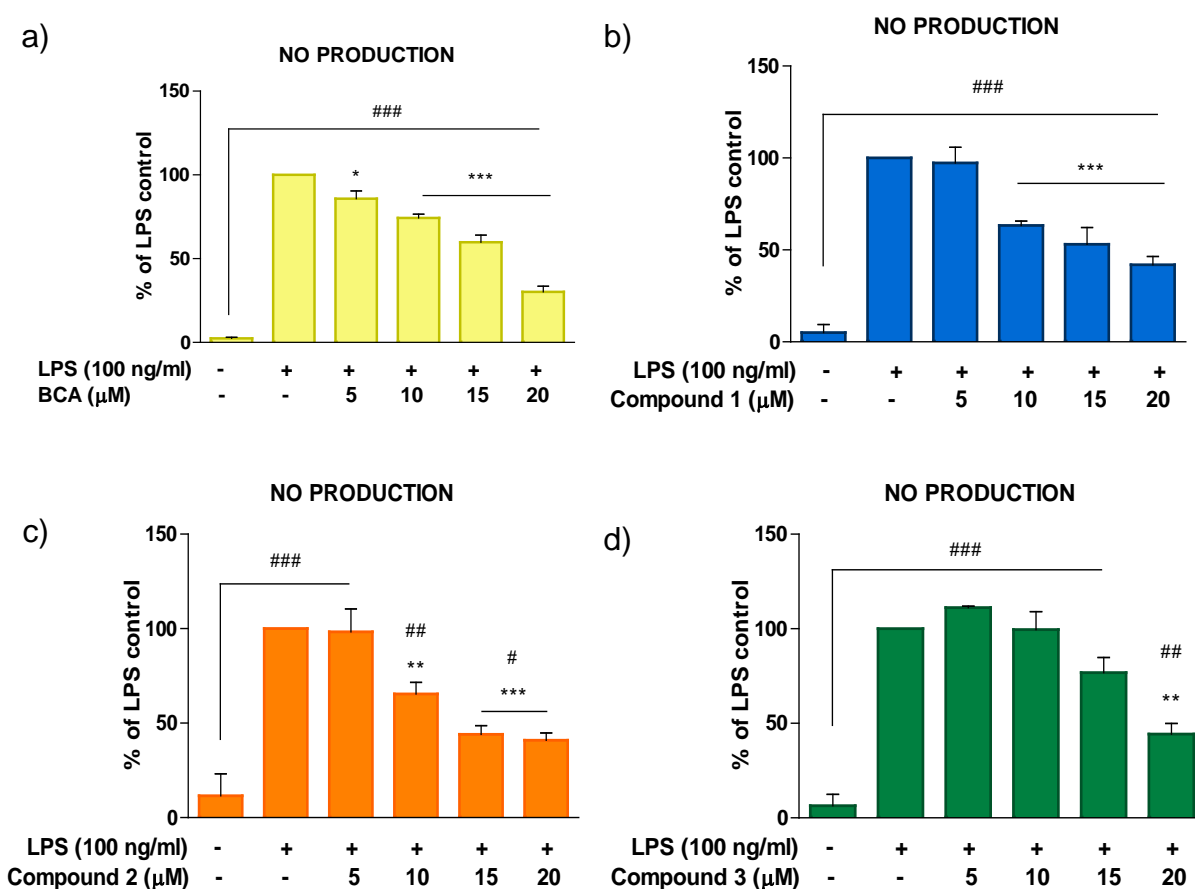 a)
NO PRODUCTION
% of LPS control
150
100
50
0
###
*
***
LPS (100 ng/ml) - + + + + +
BCA (μM) - - 5 10 15 20
b)
NO PRODUCTION
% of LPS control
150
100
50
0
###
***
LPS (100 ng/ml) - + + + + +
Compound 1 (μM) - - 5 10 15 20
c)
NO PRODUCTION
% of LPS control
150
100
50
0
###
##
**
#
***
LPS (100 ng/ml) - + + + + +
Compound 2 (μM) - - 5 10 15 20
d)
NO PRODUCTION
% of LPS control
150
100
50
0
###
##
**
LPS (100 ng/ml) - + + + + +
Compound 3 (μM) - - 5 10 15 20